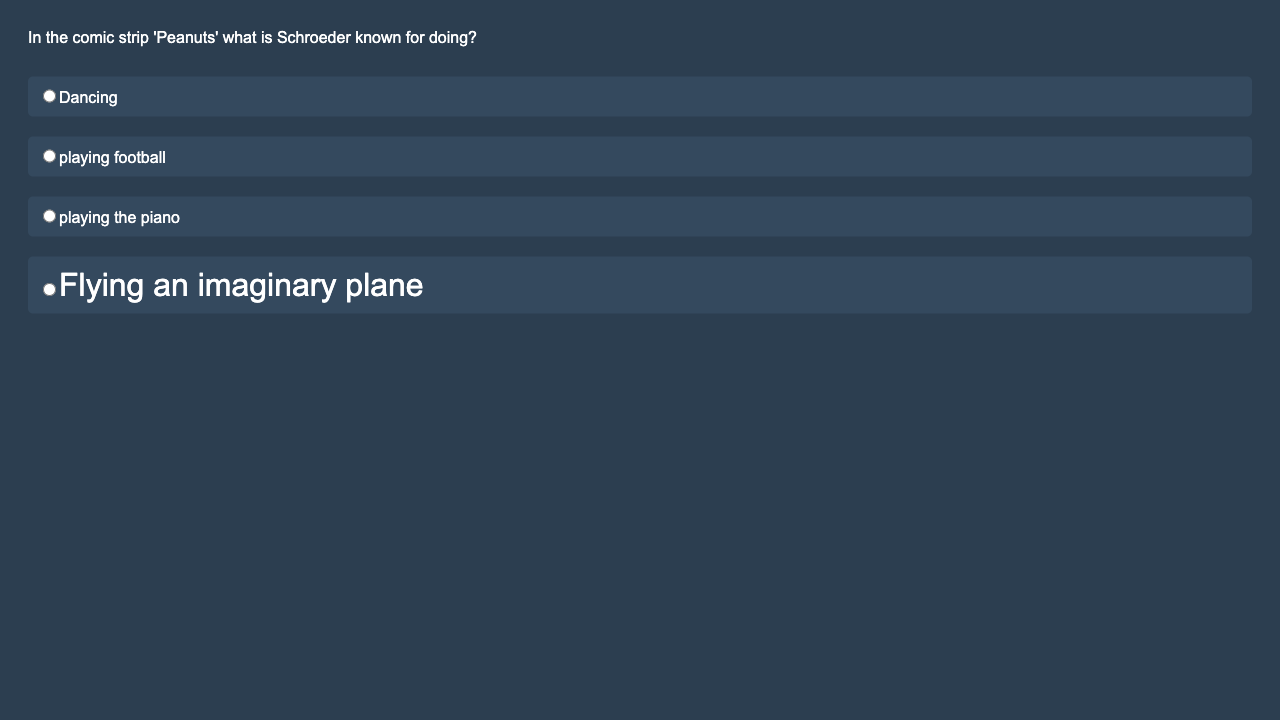 In the comic strip 'Peanuts' what is Schroeder known for doing?
Dancing
playing football
playing the piano
Flying an imaginary plane